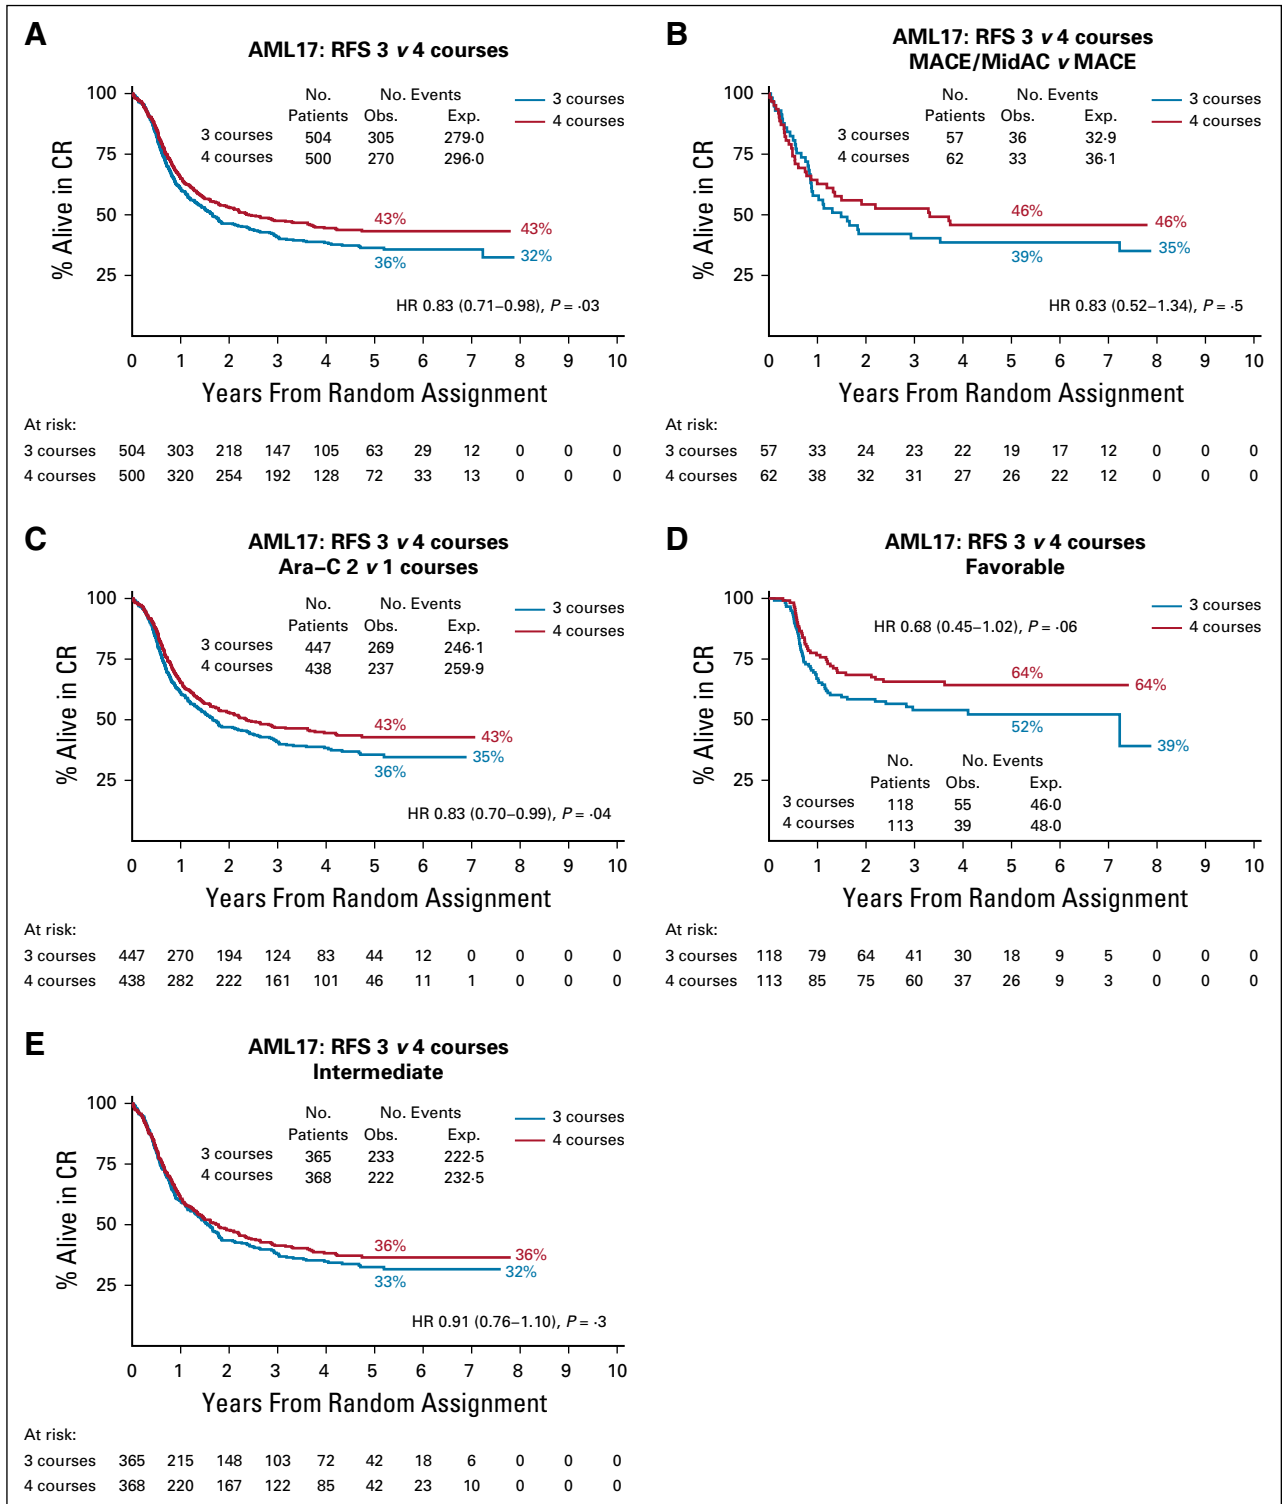 A
AML17: RFS 3 v 4 courses
No. No. Events
Patients Obs. Exp.
3 courses 504 305 279·0
4 courses 500 270 296·0
3 courses
4 courses
% Alive in CR
100
75
50
25
43%
43%
36%
32%
HR 0.83 (0.71–0.98), P = ·03
0 1 2 3 4 5 6 7 8 9 10
Years From Random Assignment
At risk:
3 courses 504 303 218 147 105 63 29 12 0 0 0
4 courses 500 320 254 192 128 72 33 13 0 0 0
B
AML17: RFS 3 v 4 courses
MACE/MidAC v MACE
No. No. Events
Patients Obs. Exp.
3 courses 57 36 32·9
4 courses 62 33 36·1
3 courses
4 courses
% Alive in CR
100
75
50
25
46%
46%
39%
35%
HR 0.83 (0.52–1.34), P = ·5
0 1 2 3 4 5 6 7 8 9 10
Years From Random Assignment
At risk:
3 courses 57 33 24 23 22 19 17 12 0 0 0
4 courses 62 38 32 31 27 26 22 12 0 0 0
C
AML17: RFS 3 v 4 courses
Ara–C 2 v 1 courses
No. No. Events
Patients Obs. Exp.
3 courses 447 269 246·1
4 courses 438 237 259·9
3 courses
4 courses
% Alive in CR
100
75
50
25
43%
43%
36%
35%
HR 0.83 (0.70–0.99), P = ·04
0 1 2 3 4 5 6 7 8 9 10
Years From Random Assignment
At risk:
3 courses 447 270 194 124 83 44 12 0 0 0 0
4 courses 438 282 222 161 101 46 11 1 0 0 0
D
AML17: RFS 3 v 4 courses
Favorable
3 courses
4 courses
HR 0.68 (0.45–1.02), P = ·06
% Alive in CR
100
75
50
25
64%
64%
52%
39%
No. No. Events
Patients Obs. Exp.
3 courses 118 55 46·0
4 courses 113 39 48·0
0 1 2 3 4 5 6 7 8 9 10
Years From Random Assignment
At risk:
3 courses 118 79 64 41 30 18 9 5 0 0 0
4 courses 113 85 75 60 37 26 9 3 0 0 0
E
AML17: RFS 3 v 4 courses
Intermediate
No. No. Events
Patients Obs. Exp.
3 courses 365 233 222·5
4 courses 368 222 232·5
3 courses
4 courses
% Alive in CR
100
75
50
25
36%
36%
33%
32%
HR 0.91 (0.76–1.10), P = ·3
0 1 2 3 4 5 6 7 8 9 10
Years From Random Assignment
At risk:
3 courses 365 215 148 103 72 42 18 6 0 0 0
4 courses 368 220 167 122 85 42 23 10 0 0 0